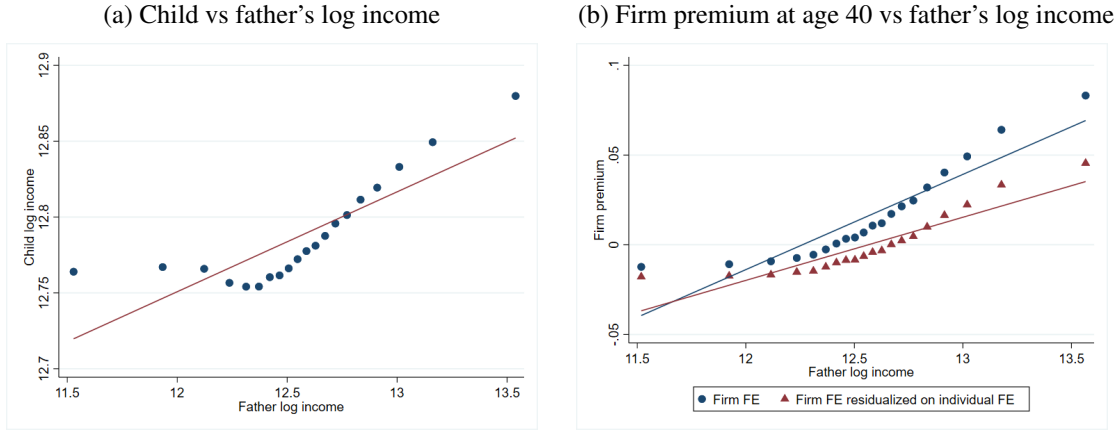 (a) Child vs father's log income
12.9
12.85
12.8
12.75
12.7
Child log income
11.5 12 12.5 13 13.5
Father log income
(b) Firm premium at age 40 vs father's log income
.1
.05
0
-.05
Firm premium
11.5 12 12.5 13 13.5
Father log income
Firm FE Firm FE residualized on individual FE